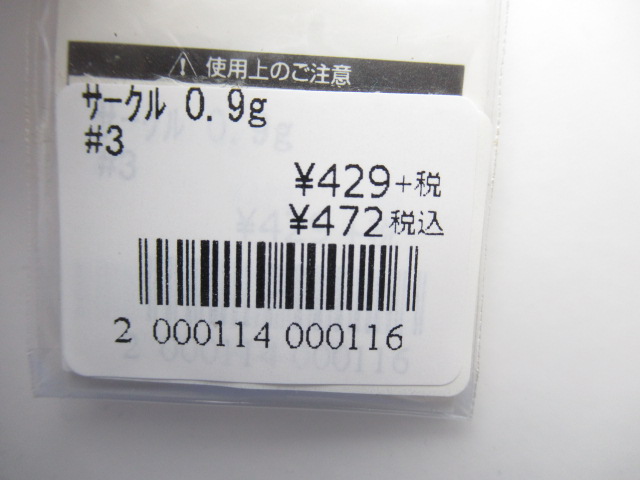 ⚠ 使用上のご注意
サークル 0.9g
#3
¥429+税
¥472税込
2 000114 000116